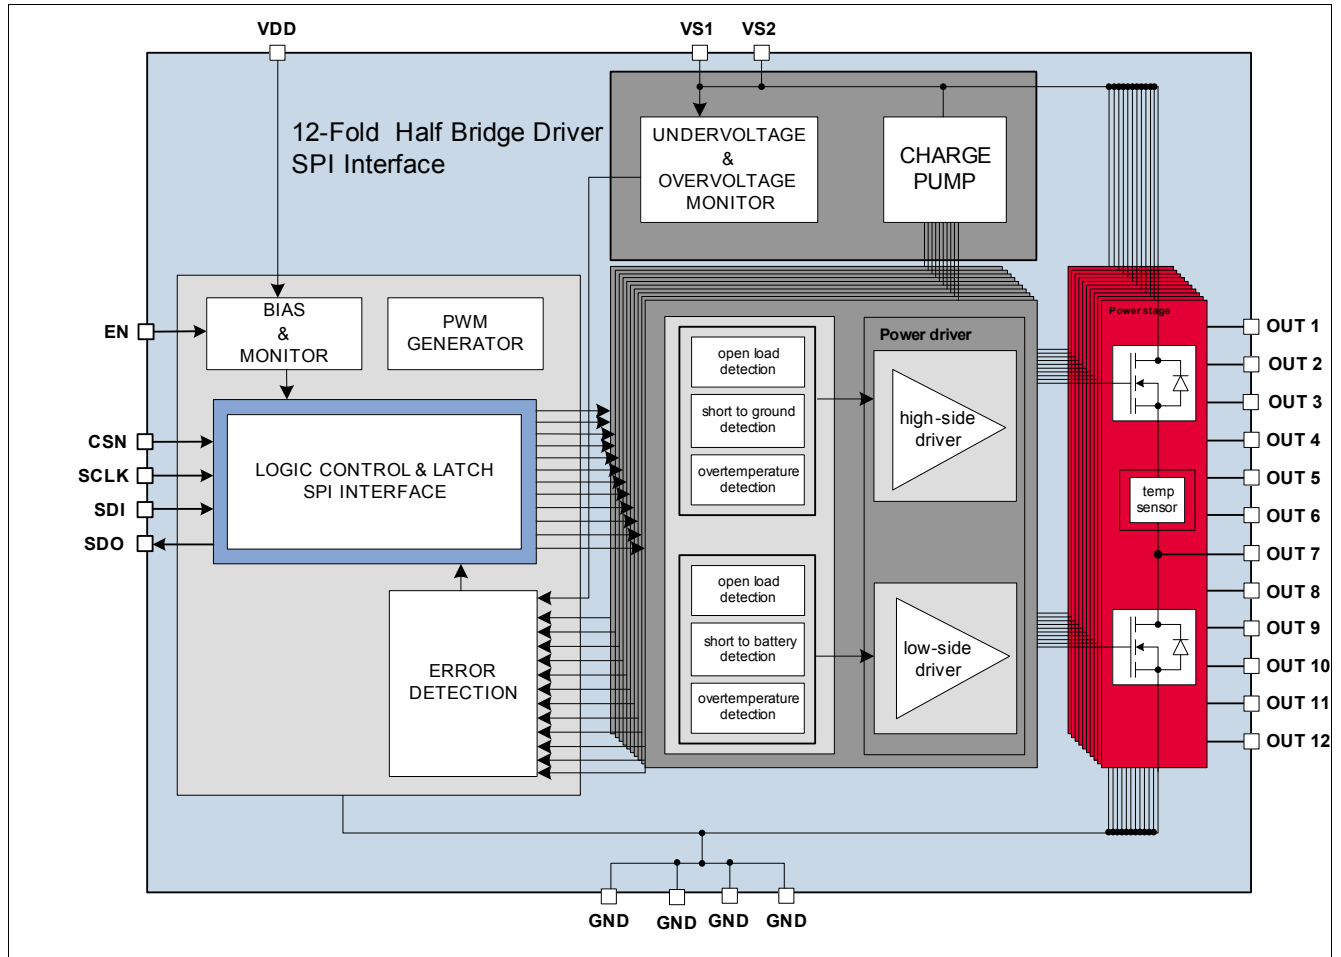 VDD
VS1
VS2
12-Fold Half Bridge Driver
SPI Interface
UNDERVOLTAGE
&
OVERVOLTAGE
MONITOR
CHARGE
PUMP
EN
BIAS
&
MONITOR
PWM
GENERATOR
CSN
SCLK
SDI
SDO
LOGIC CONTROL & LATCH
SPI INTERFACE
ERROR
DETECTION
open load
detection
short to ground
detection
overtemperature
detection
open load
detection
short to battery
detection
overtemperature
detection
Power driver
high-side
driver
low-side
driver
Power stage
temp
sensor
OUT 1
OUT 2
OUT 3
OUT 4
OUT 5
OUT 6
OUT 7
OUT 8
OUT 9
OUT 10
OUT 11
OUT 12
GND
GND
GND
GND